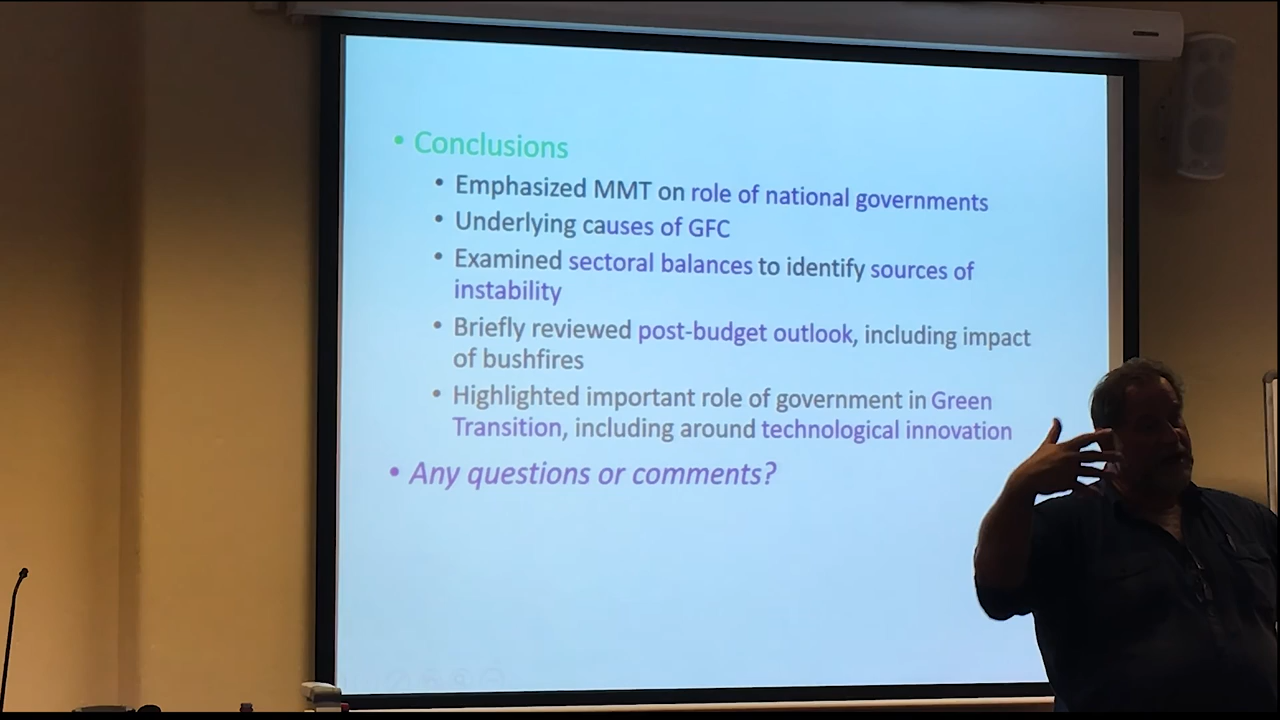 • Conclusions
• Emphasized MMT on role of national governments
• Underlying causes of GFC
• Examined sectoral balances to identify sources of
instability
• Briefly reviewed post-budget outlook, including impact
of bushfires
• Highlighted important role of government in Green
Transition, including around technological innovation
• Any questions or comments?